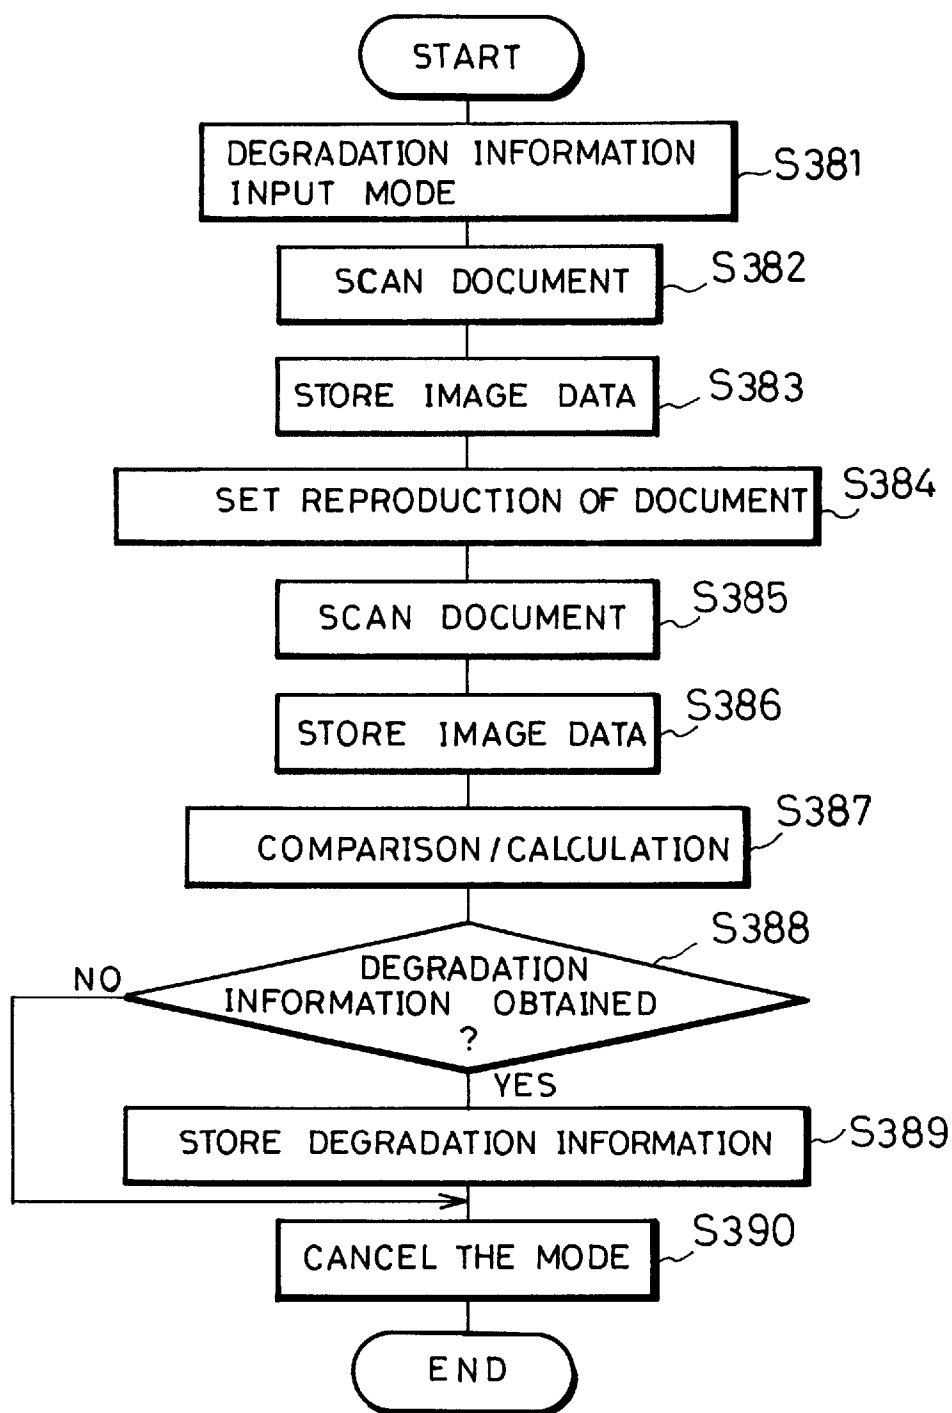 START
DEGRADATION INFORMATION
INPUT MODE
S381
SCAN DOCUMENT
S382
STORE IMAGE DATA
S383
SET REPRODUCTION OF DOCUMENT
S384
SCAN DOCUMENT
S385
STORE IMAGE DATA
S386
COMPARISON/CALCULATION
S387
S388
NO
DEGRADATION
INFORMATION OBTAINED
?
YES
STORE DEGRADATION INFORMATION
S389
CANCEL THE MODE
S390
END